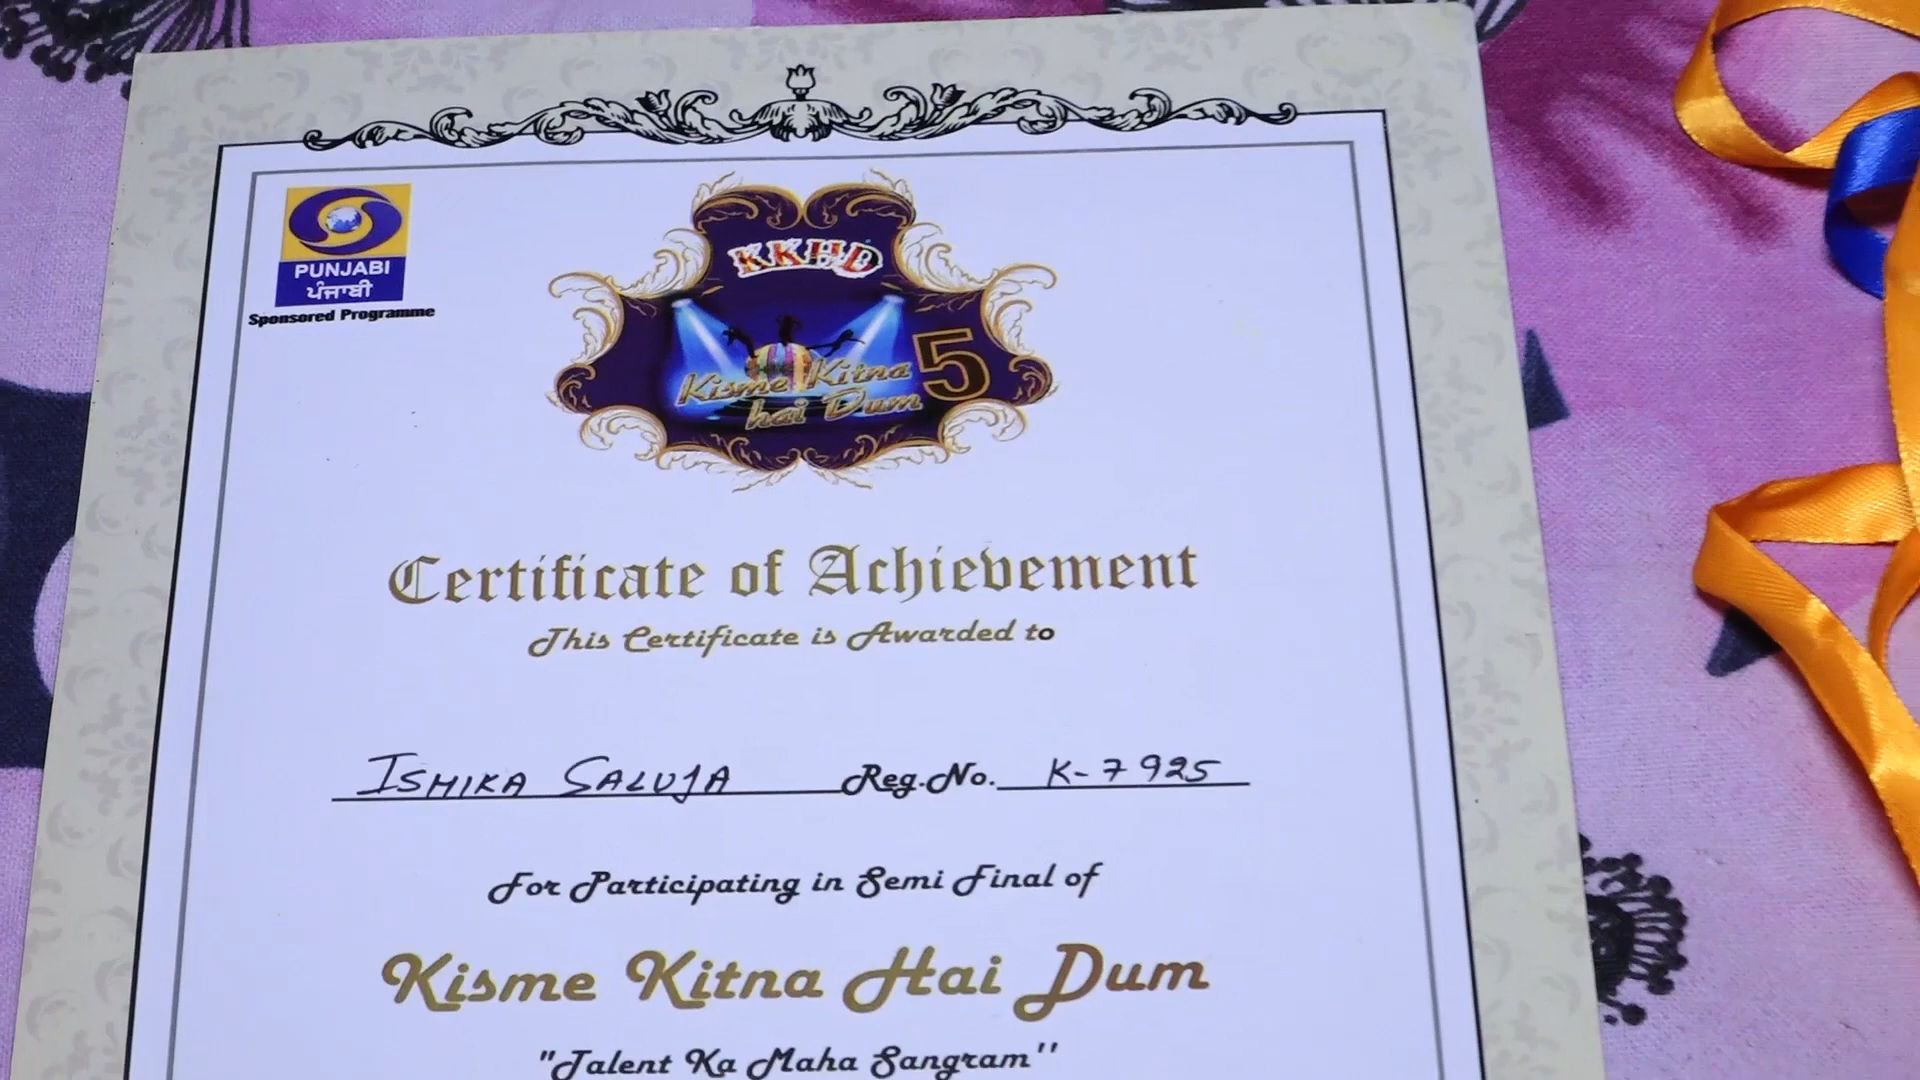 PUNJABI
ਪੰਜਾਬੀ
Sponsored Programme
KKHD
Kisme Kitna 5
hai Dum
Certificate of Achievement
This Certificate is Awarded to
ISHIKA SALUJA Reg.No. K-7925
For Participating in Semi Final of
Kisme Kitna Hai Dum
"Talent Ka Maha Sangram''